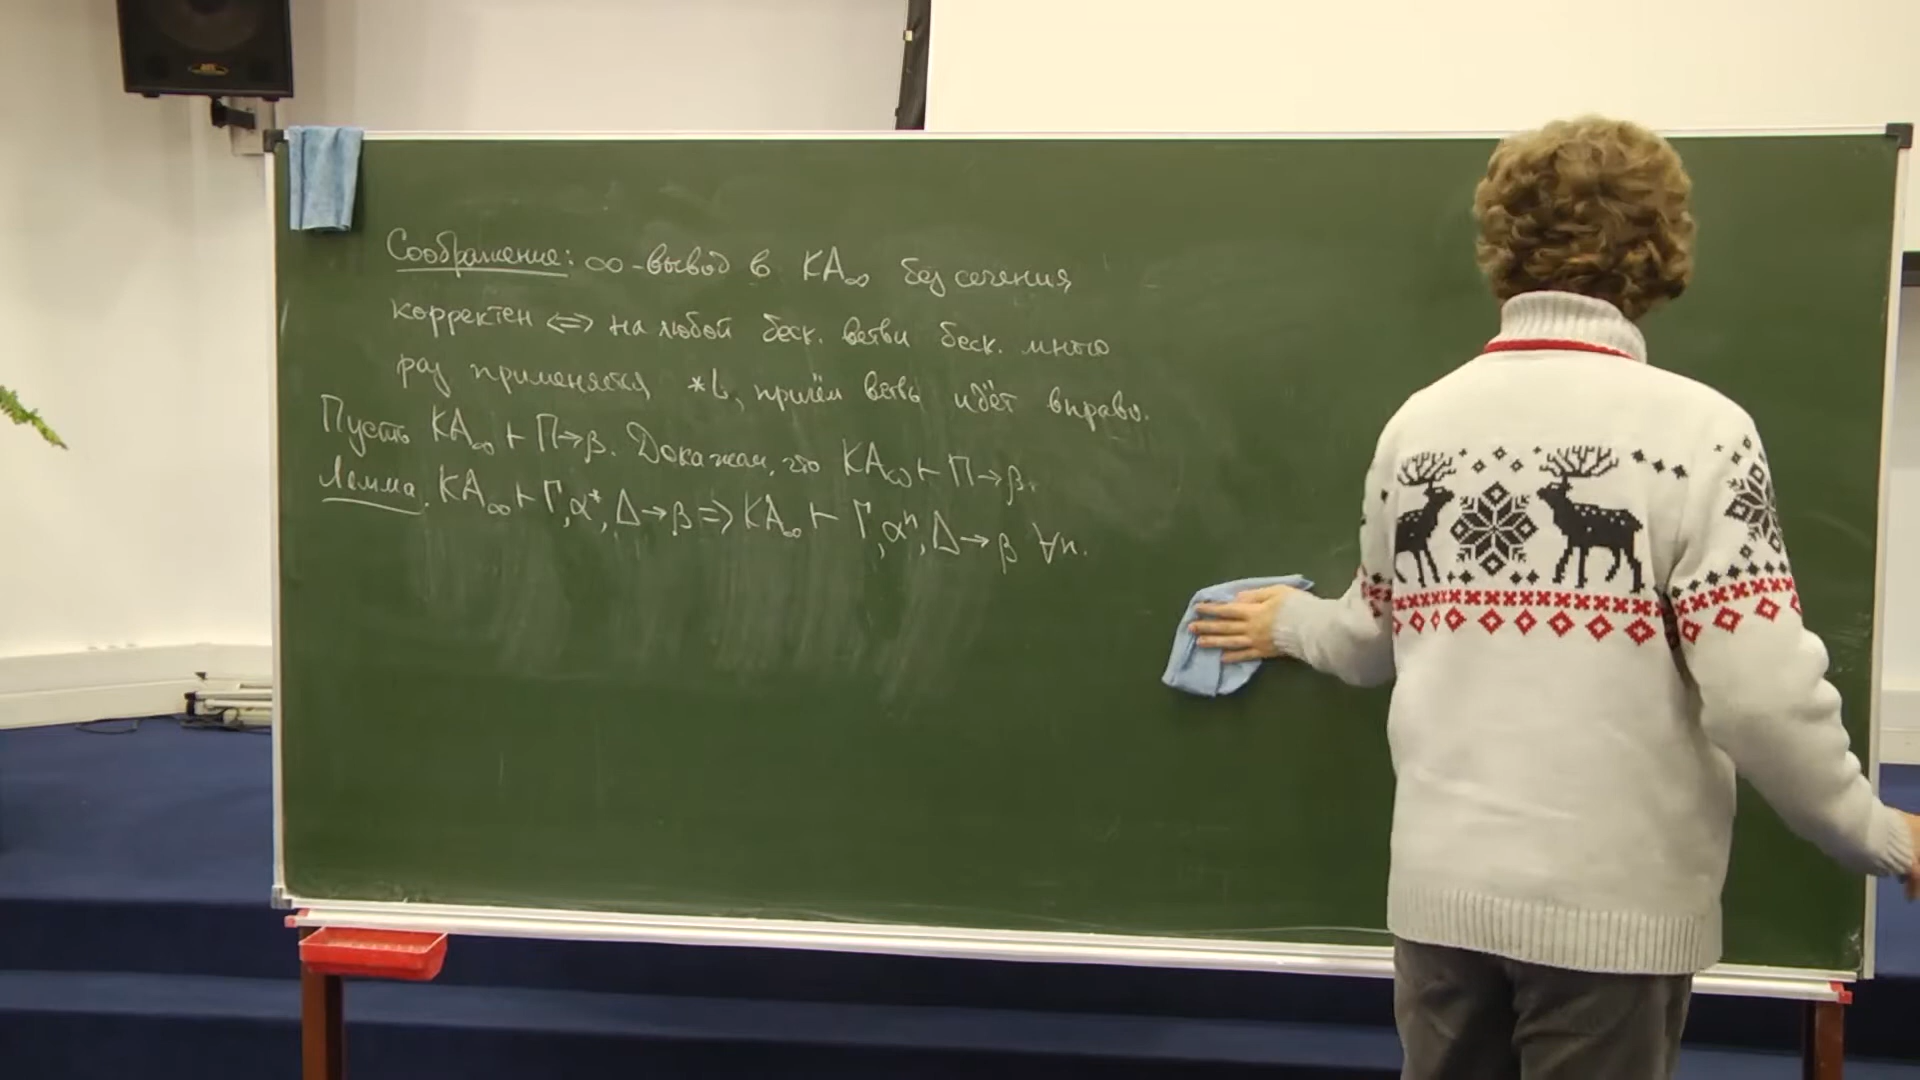 Соображение: ∞-вывод в KA∞ без сечения
корректен ⇔ на любой беск. ветви беск. много
раз применяется *L, причём ветвь идёт вправо.
Пусть KA∞ ⊢ Π→β. Докажем, что KAω ⊢ Π→β.
Лемма. KA∞ ⊢ Γ, α*, Δ→β ⇒ KA∞ ⊢ Γ, αⁿ, Δ→β ∀n.